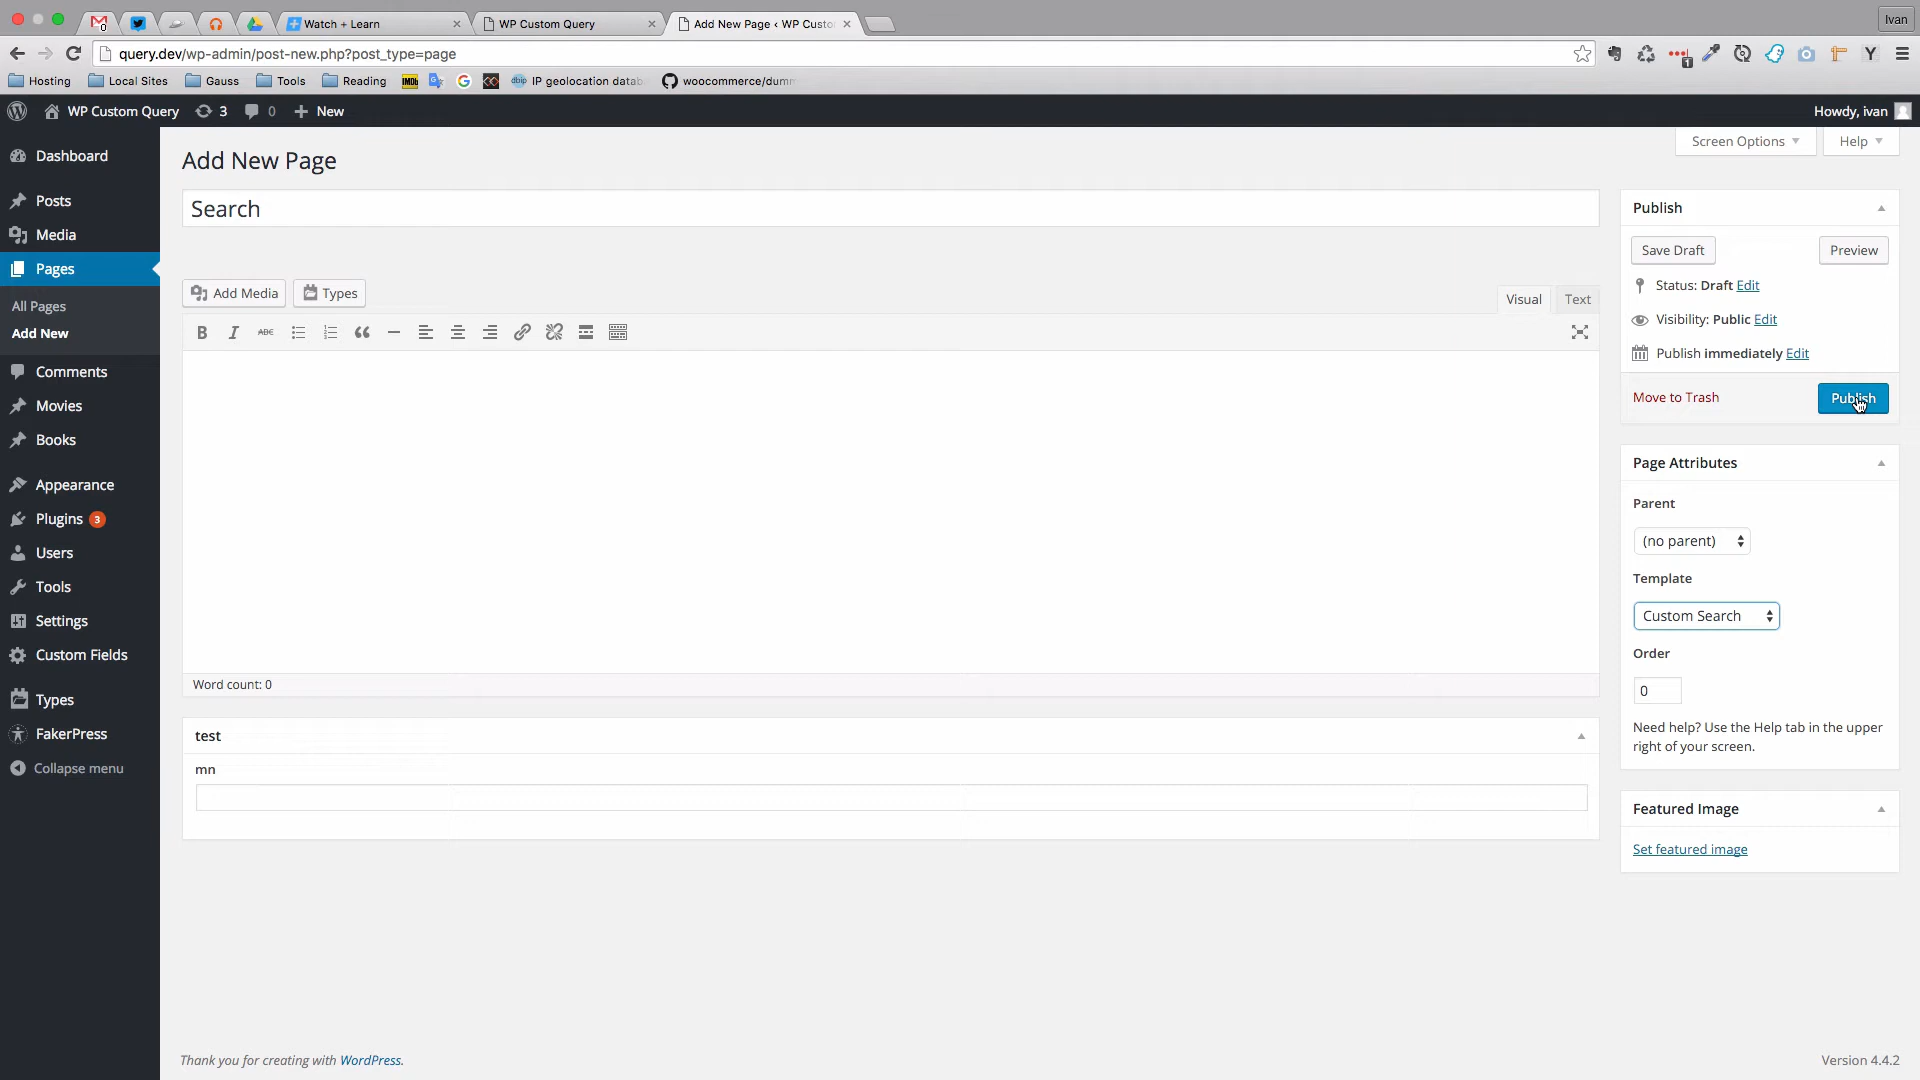 Watch + Learn
WP Custom Query
Add New Page ‹ WP Custo
Ivan
query.dev/wp-admin/post-new.php?post_type=page
Hosting
Local Sites
Gauss
Tools
Reading
IMDb
IP geolocation datab
woocommerce/dumm
WP Custom Query
3
0
New
Howdy, ivan
Dashboard
Posts
Media
Pages
All Pages
Add New
Comments
Movies
Books
Appearance
Plugins 3
Users
Tools
Settings
Custom Fields
Types
FakerPress
Collapse menu
Screen Options
Help
Add New Page
Search
Add Media
Types
Visual
Text
B I ABC
Word count: 0
test
mn
Publish
Save Draft
Preview
Status: Draft Edit
Visibility: Public Edit
Publish immediately Edit
Move to Trash
Publish
Page Attributes
Parent
(no parent)
Template
Custom Search
Order
0
Need help? Use the Help tab in the upper
right of your screen.
Featured Image
Set featured image
Thank you for creating with WordPress.
Version 4.4.2